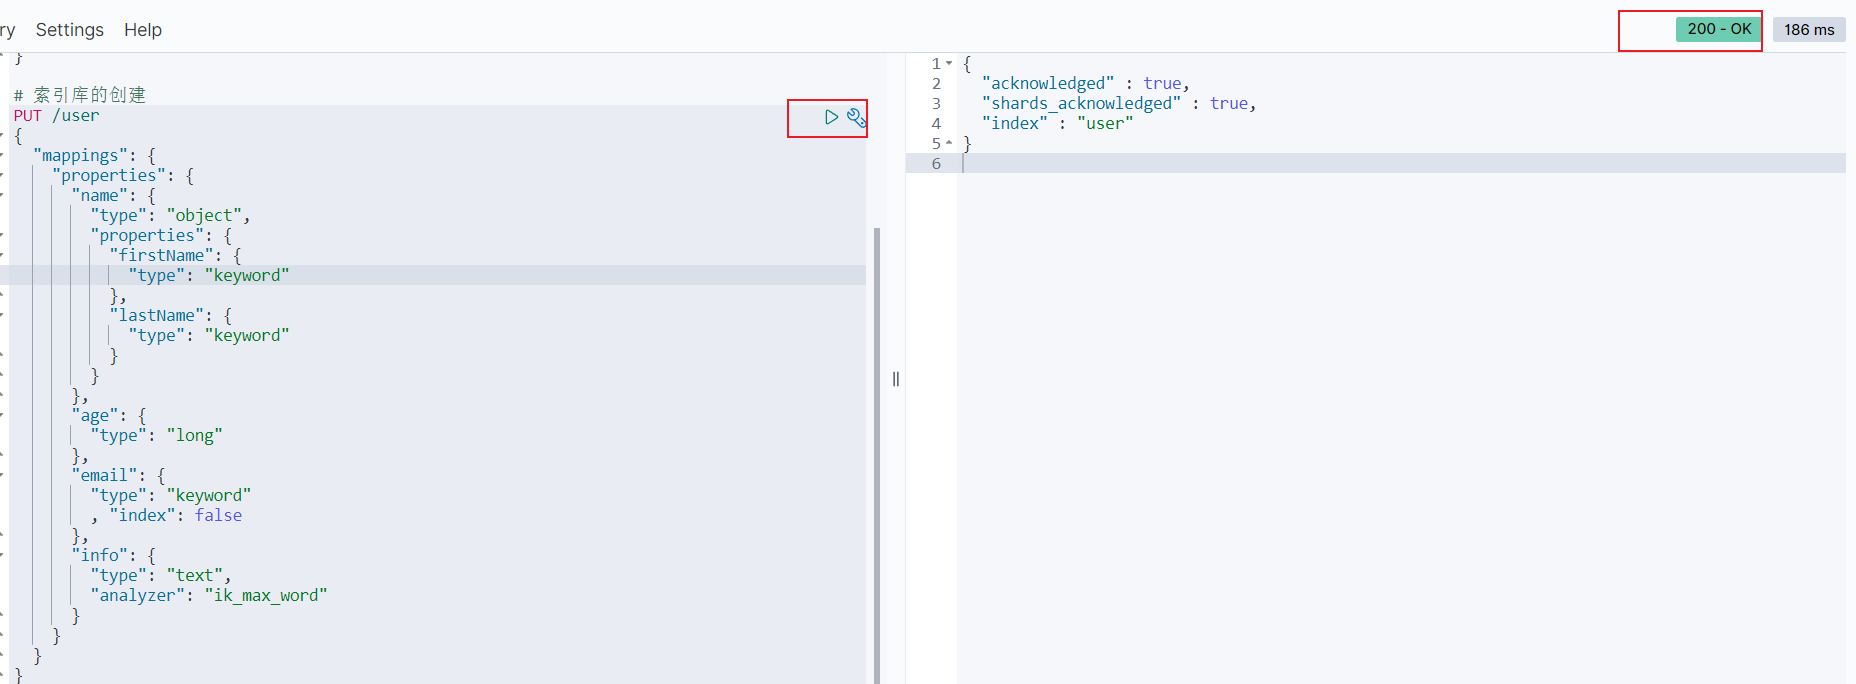 ry Settings Help
200 - OK 186 ms
}
# 索引库的创建
PUT /user
{
"mappings": {
"properties": {
"name": {
"type": "object",
"properties": {
"firstName": {
"type": "keyword"
},
"lastName": {
"type": "keyword"
}
}
},
"age": {
"type": "long"
},
"email": {
"type": "keyword"
, "index": false
},
"info": {
"type": "text",
"analyzer": "ik_max_word"
}
}
}
}
1 {
2 "acknowledged" : true,
3 "shards_acknowledged" : true,
4 "index" : "user"
5 }
6